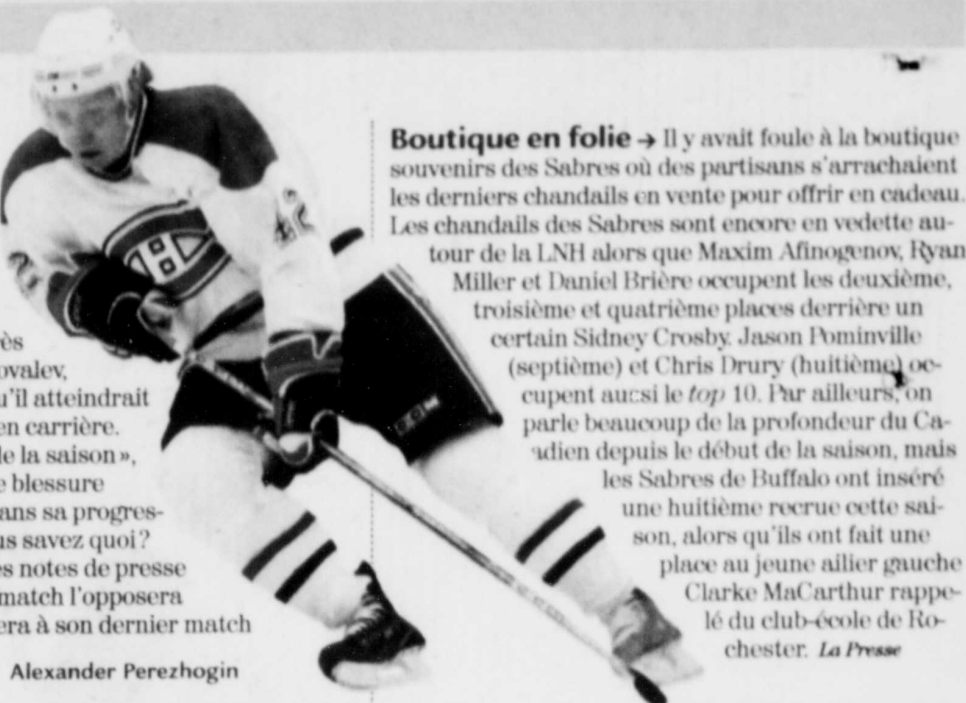 ès
ovalev,
u'il atteindrait
en carrière.
le la saison»,
e blessure
ans sa progres-
us savez quoi?
es notes de presse
match l'opposera
era à son dernier match
Alexander Perezhogin
Boutique en folie → Il y avait foule à la boutique
souvenirs des Sabres où des partisans s'arrachaient
les derniers chandails en vente pour offrir en cadeau.
Les chandails des Sabres sont encore en vedette au-
tour de la LNH alors que Maxim Afinogenov, Ryan
Miller et Daniel Brière occupent les deuxième,
troisième et quatrième places derrière un
certain Sidney Crosby. Jason Pominville
(septième) et Chris Drury (huitième) oc-
cupent aussi le top 10. Par ailleurs, on
parle beaucoup de la profondeur du Ca-
nadien depuis le début de la saison, mais
les Sabres de Buffalo ont inséré
une huitième recrue cette sai-
son, alors qu'ils ont fait une
place au jeune ailier gauche
Clarke MaCarthur rappe-
lé du club-école de Ro-
chester. La Presse
42